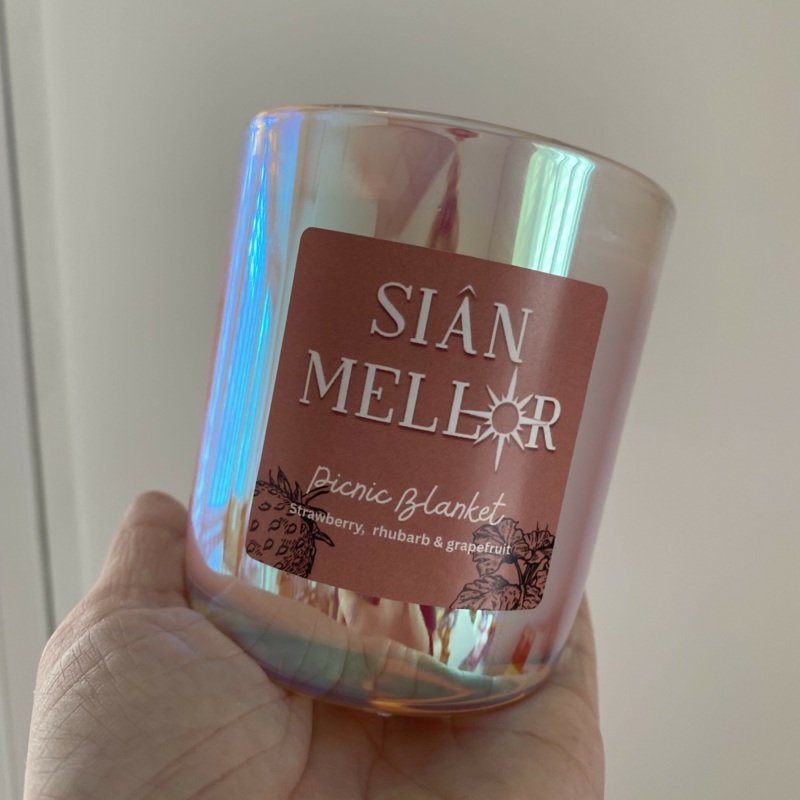 SIÂN
MELLOR
Picnic Blanket
Strawberry, rhubarb & grapefruit